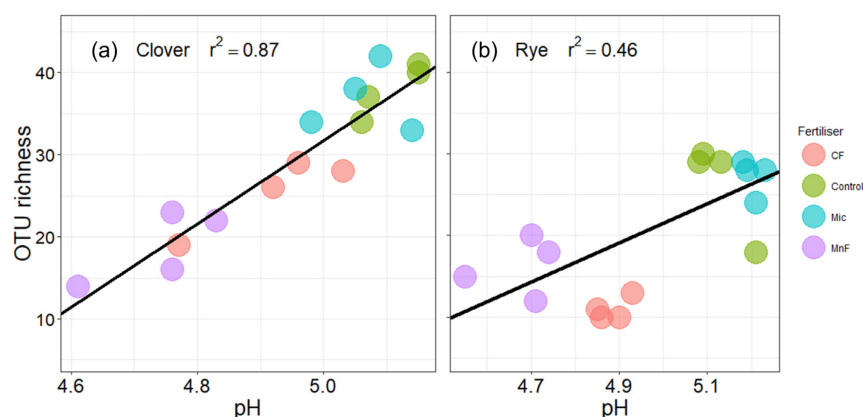 (a) Clover r² = 0.87
(b) Rye r² = 0.46
OTU richness
40
30
20
10
4.6 4.8 5.0
pH
4.7 4.9 5.1
pH
Fertiliser
CF
Control
Mic
MnF